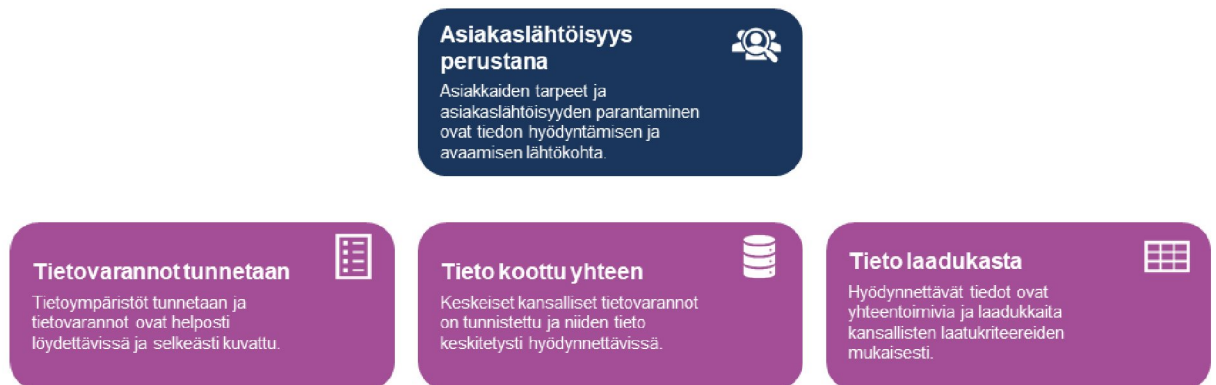 Asiakaslähtöisyys
perustana
Asiakkaiden tarpeet ja
asiakaslähtöisyyden parantaminen
ovat tiedon hyödyntämisen ja
avaamisen lähtökohta.
Tietovarannot tunnetaan
Tietoympäristöt tunnetaan ja
tietovarannot ovat helposti
löydettävissä ja selkeästi kuvattu.
Tieto koottu yhteen
Keskeiset kansalliset tietovarannot
on tunnistettu ja niiden tieto
keskitetysti hyödynnettävissä.
Tieto laadukasta
Hyödynnettävät tiedot ovat
yhteentoimivia ja laadukkaita
kansallisten laatukriteereiden
mukaisesti.